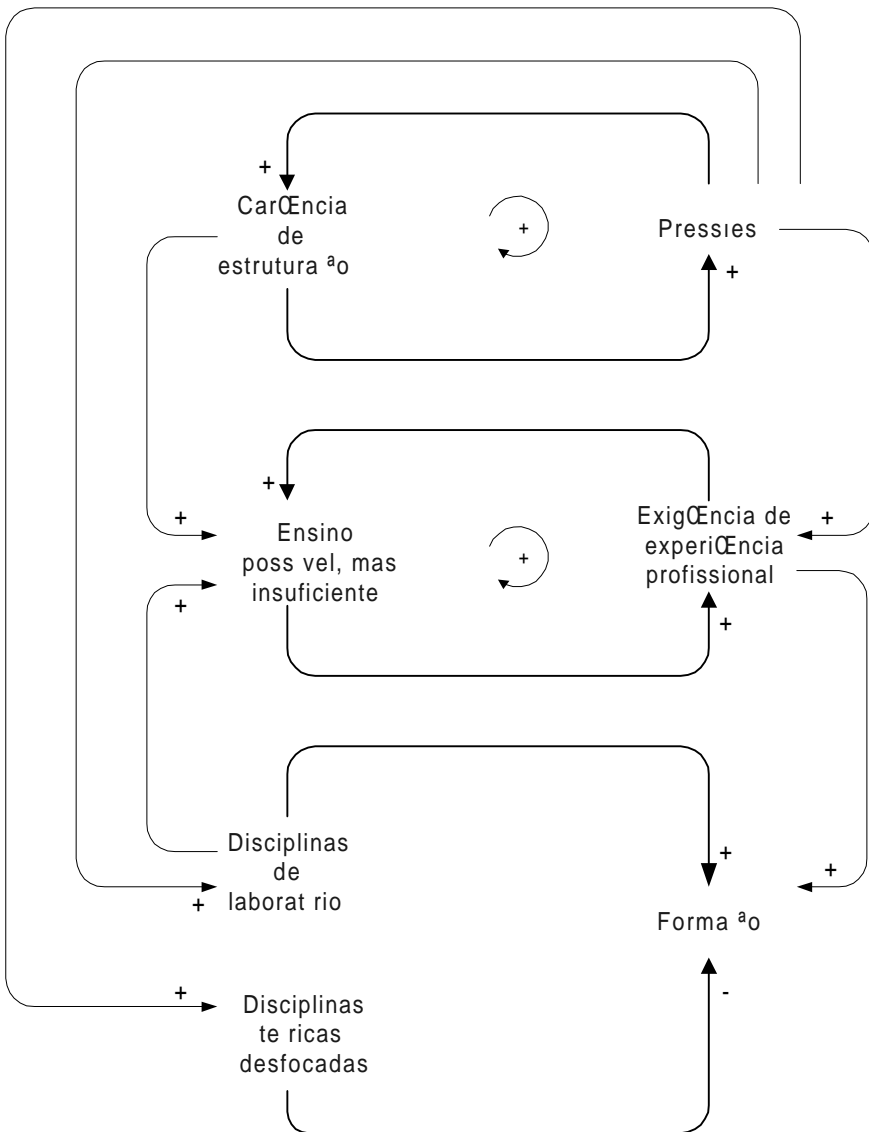 +
CarŒncia
de
estrutura ªo
+
Pressıes
+
+
+
Ensino
poss vel, mas
insuficiente
+
+
+
ExigŒncia de
experiŒncia
profissional
+
+
Disciplinas
de
laborat rio
+
+
+
Forma ªo
+
Disciplinas
te ricas
desfocadas
-